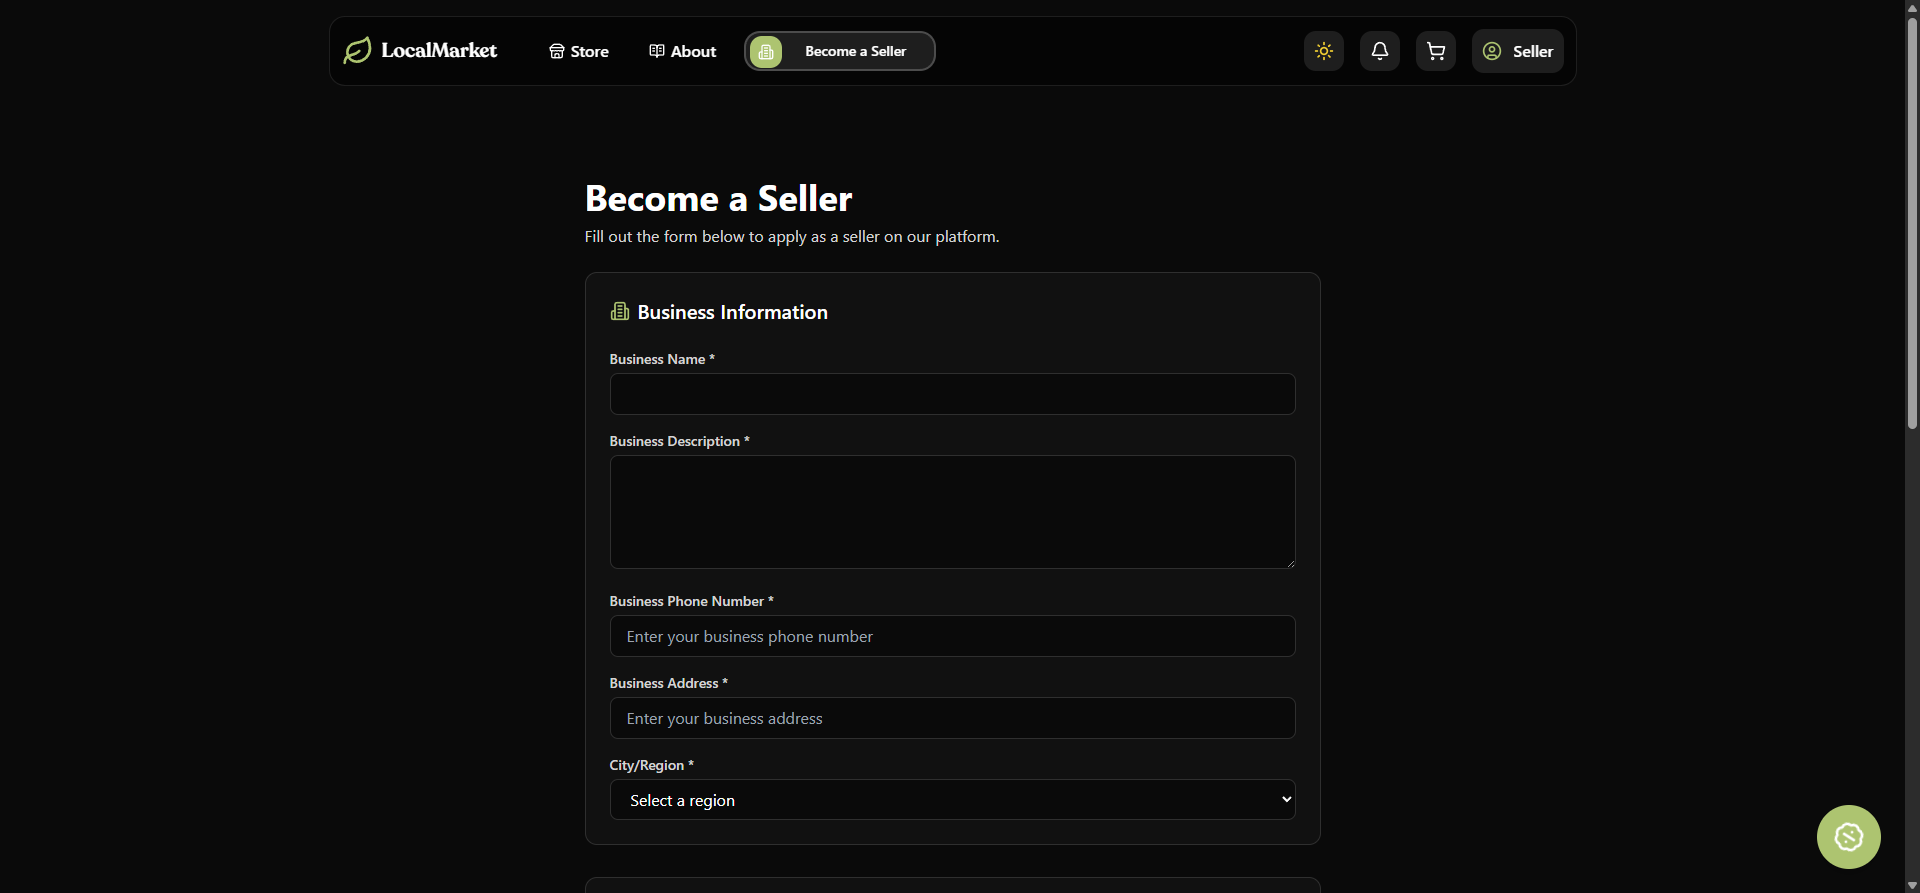 LocalMarket
Store
About
Become a Seller
Seller
Become a Seller
Fill out the form below to apply as a seller on our platform.
Business Information
Business Name *
Business Description *
Business Phone Number *
Enter your business phone number
Business Address *
Enter your business address
City/Region *
Select a region